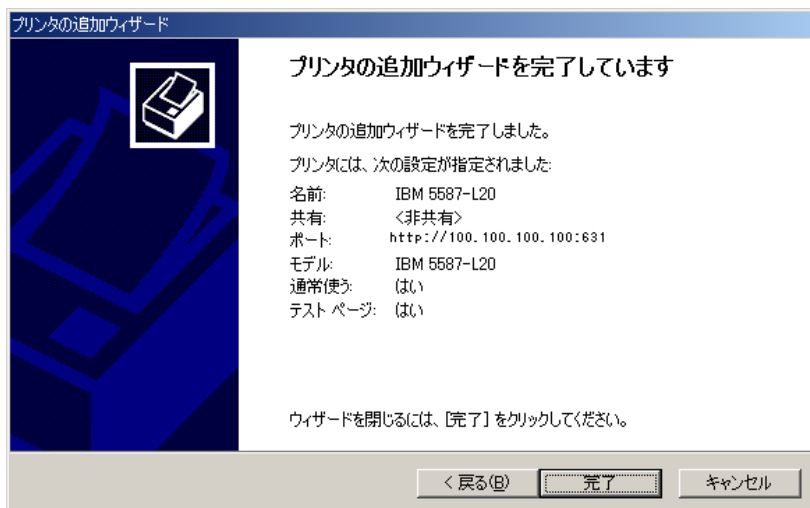 プリンタの追加ウィザード
プリンタの追加ウィザードを完了しています
プリンタの追加ウィザードを完了しました。
プリンタには、次の設定が指定されました:
名前: IBM 5587-L20
共有: <非共有>
ポート: http://100.100.100.100:631
モデル: IBM 5587-L20
通常使う: はい
テスト ページ: はい
ウィザードを閉じるには、[完了] をクリックしてください。
< 戻る(B) 完了 キャンセル